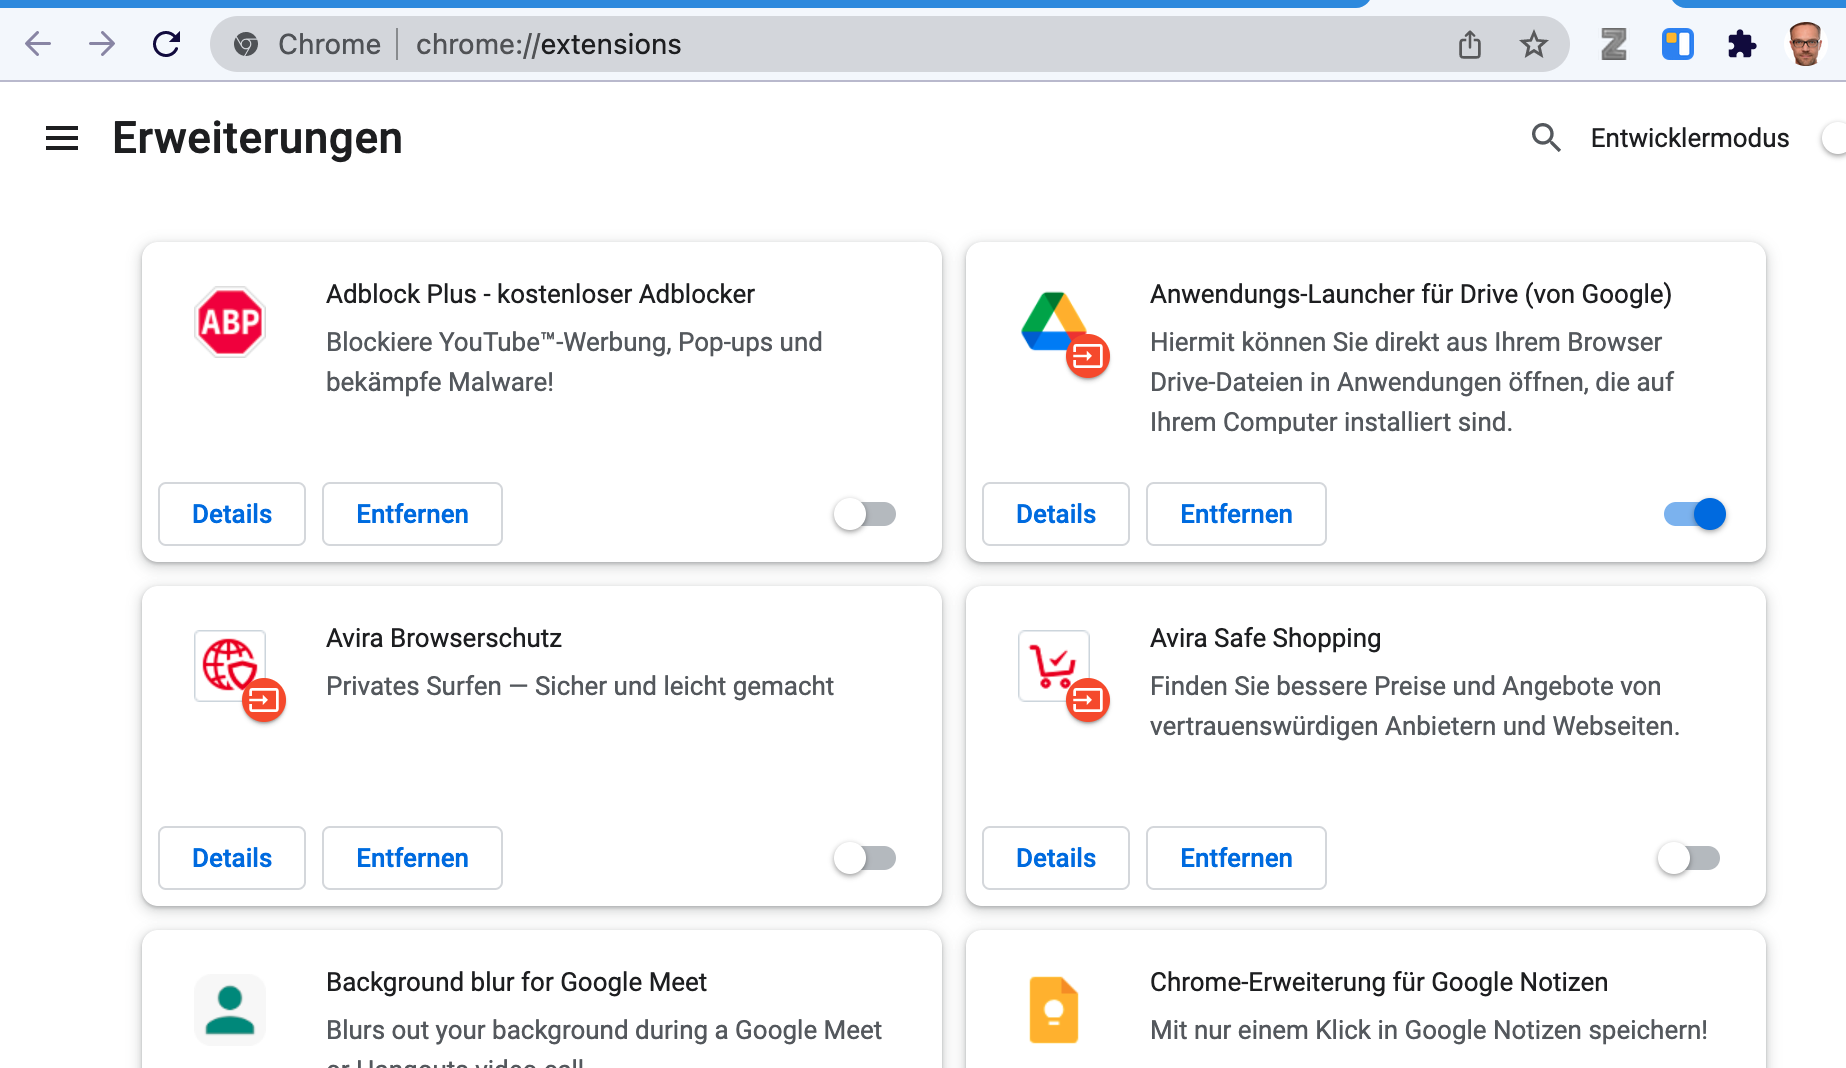 Chrome | chrome://extensions
Erweiterungen
Entwicklermodus
ABP
Adblock Plus - kostenloser Adblocker
Blockiere YouTube™-Werbung, Pop-ups und
bekämpfe Malware!
Details
Entfernen
Anwendungs-Launcher für Drive (von Google)
Hiermit können Sie direkt aus Ihrem Browser
Drive-Dateien in Anwendungen öffnen, die auf
Ihrem Computer installiert sind.
Details
Entfernen
Avira Browserschutz
Privates Surfen — Sicher und leicht gemacht
Details
Entfernen
Avira Safe Shopping
Finden Sie bessere Preise und Angebote von
vertrauenswürdigen Anbietern und Webseiten.
Details
Entfernen
Background blur for Google Meet
Blurs out your background during a Google Meet
or Hangouts video call
Chrome-Erweiterung für Google Notizen
Mit nur einem Klick in Google Notizen speichern!